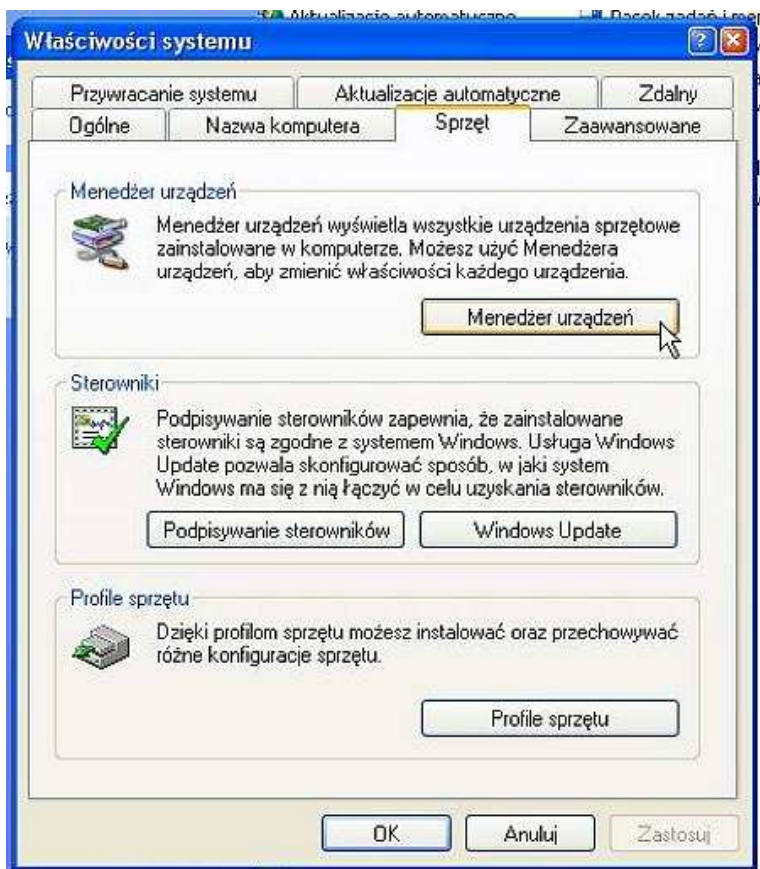 Aktualizacje automatyczne
Pasek zadań i
Właściwości systemu
Przywracanie systemu
Aktualizacje automatyczne
Zdalny
Ogólne
Nazwa komputera
Sprzęt
Zaawansowane
Menedżer urządzeń
Menedżer urządzeń wyświetla wszystkie urządzenia sprzętowe
zainstalowane w komputerze. Możesz użyć Menedżera
urządzeń, aby zmienić właściwości każdego urządzenia.
Menedżer urządzeń
Sterowniki
Podpisywanie sterowników zapewnia, że zainstalowane
sterowniki są zgodne z systemem Windows. Usługa Windows
Update pozwala skonfigurować sposób, w jaki system
Windows ma się z nią łączyć w celu uzyskania sterowników.
Podpisywanie sterowników
Windows Update
Profile sprzętu
Dzięki profilom sprzętu możesz instalować oraz przechowywać
różne konfiguracje sprzętu.
Profile sprzętu
OK
Anuluj
Zastosuj